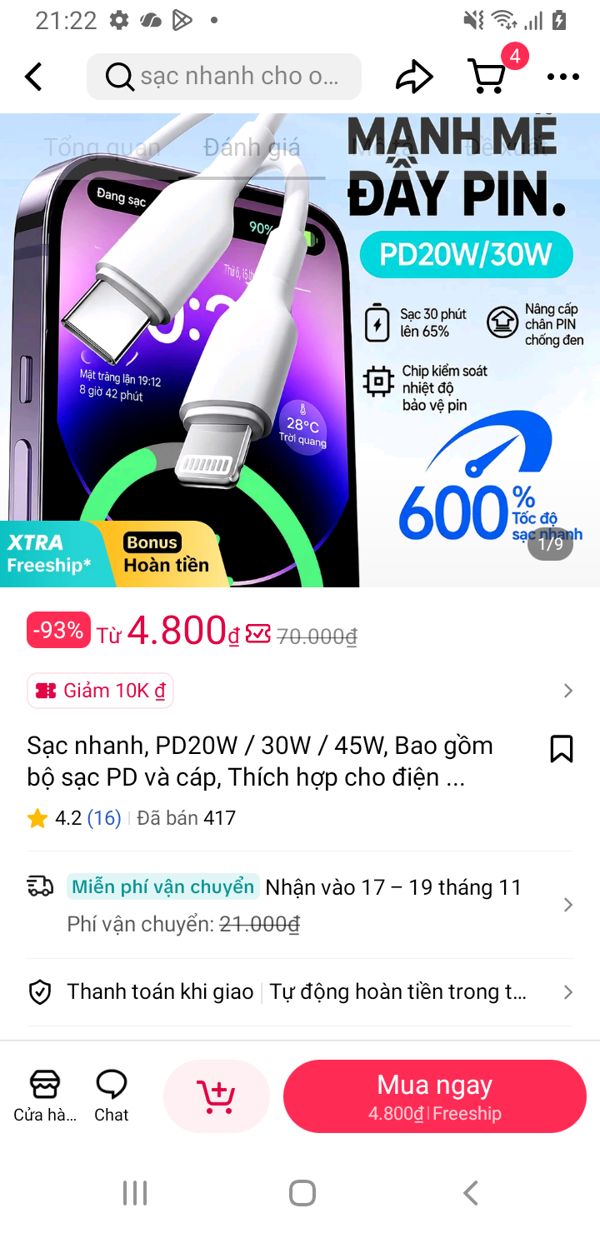 21:22
sạc nhanh cho o...
4
Tổng quan
Đánh giá
MẠNH MẼ
ĐẦY PIN.
PD20W/30W
Đang sạc
90%
Sạc 30 phút
lên 65%
Nâng cấp
chân PIN
chống đen
Chip kiểm soát
nhiệt độ
bảo vệ pin
Mặt trăng lặn 19:12
8 giờ 42 phút
28°C
Trời quang
600%
Tốc độ
sạc nhanh
1/9
XTRA
Freeship*
Bonus
Hoàn tiền
-93% Từ 4.800₫ 70.000₫
Giảm 10K ₫
Sạc nhanh, PD20W / 30W / 45W, Bao gồm
bộ sạc PD và cáp, Thích hợp cho điện ...
4.2 (16) Đã bán 417
Miễn phí vận chuyển Nhận vào 17 – 19 tháng 11
Phí vận chuyển: 21.000₫
Thanh toán khi giao Tự động hoàn tiền trong t...
Mua ngay
4.800₫ Freeship
Cửa hà...
Chat